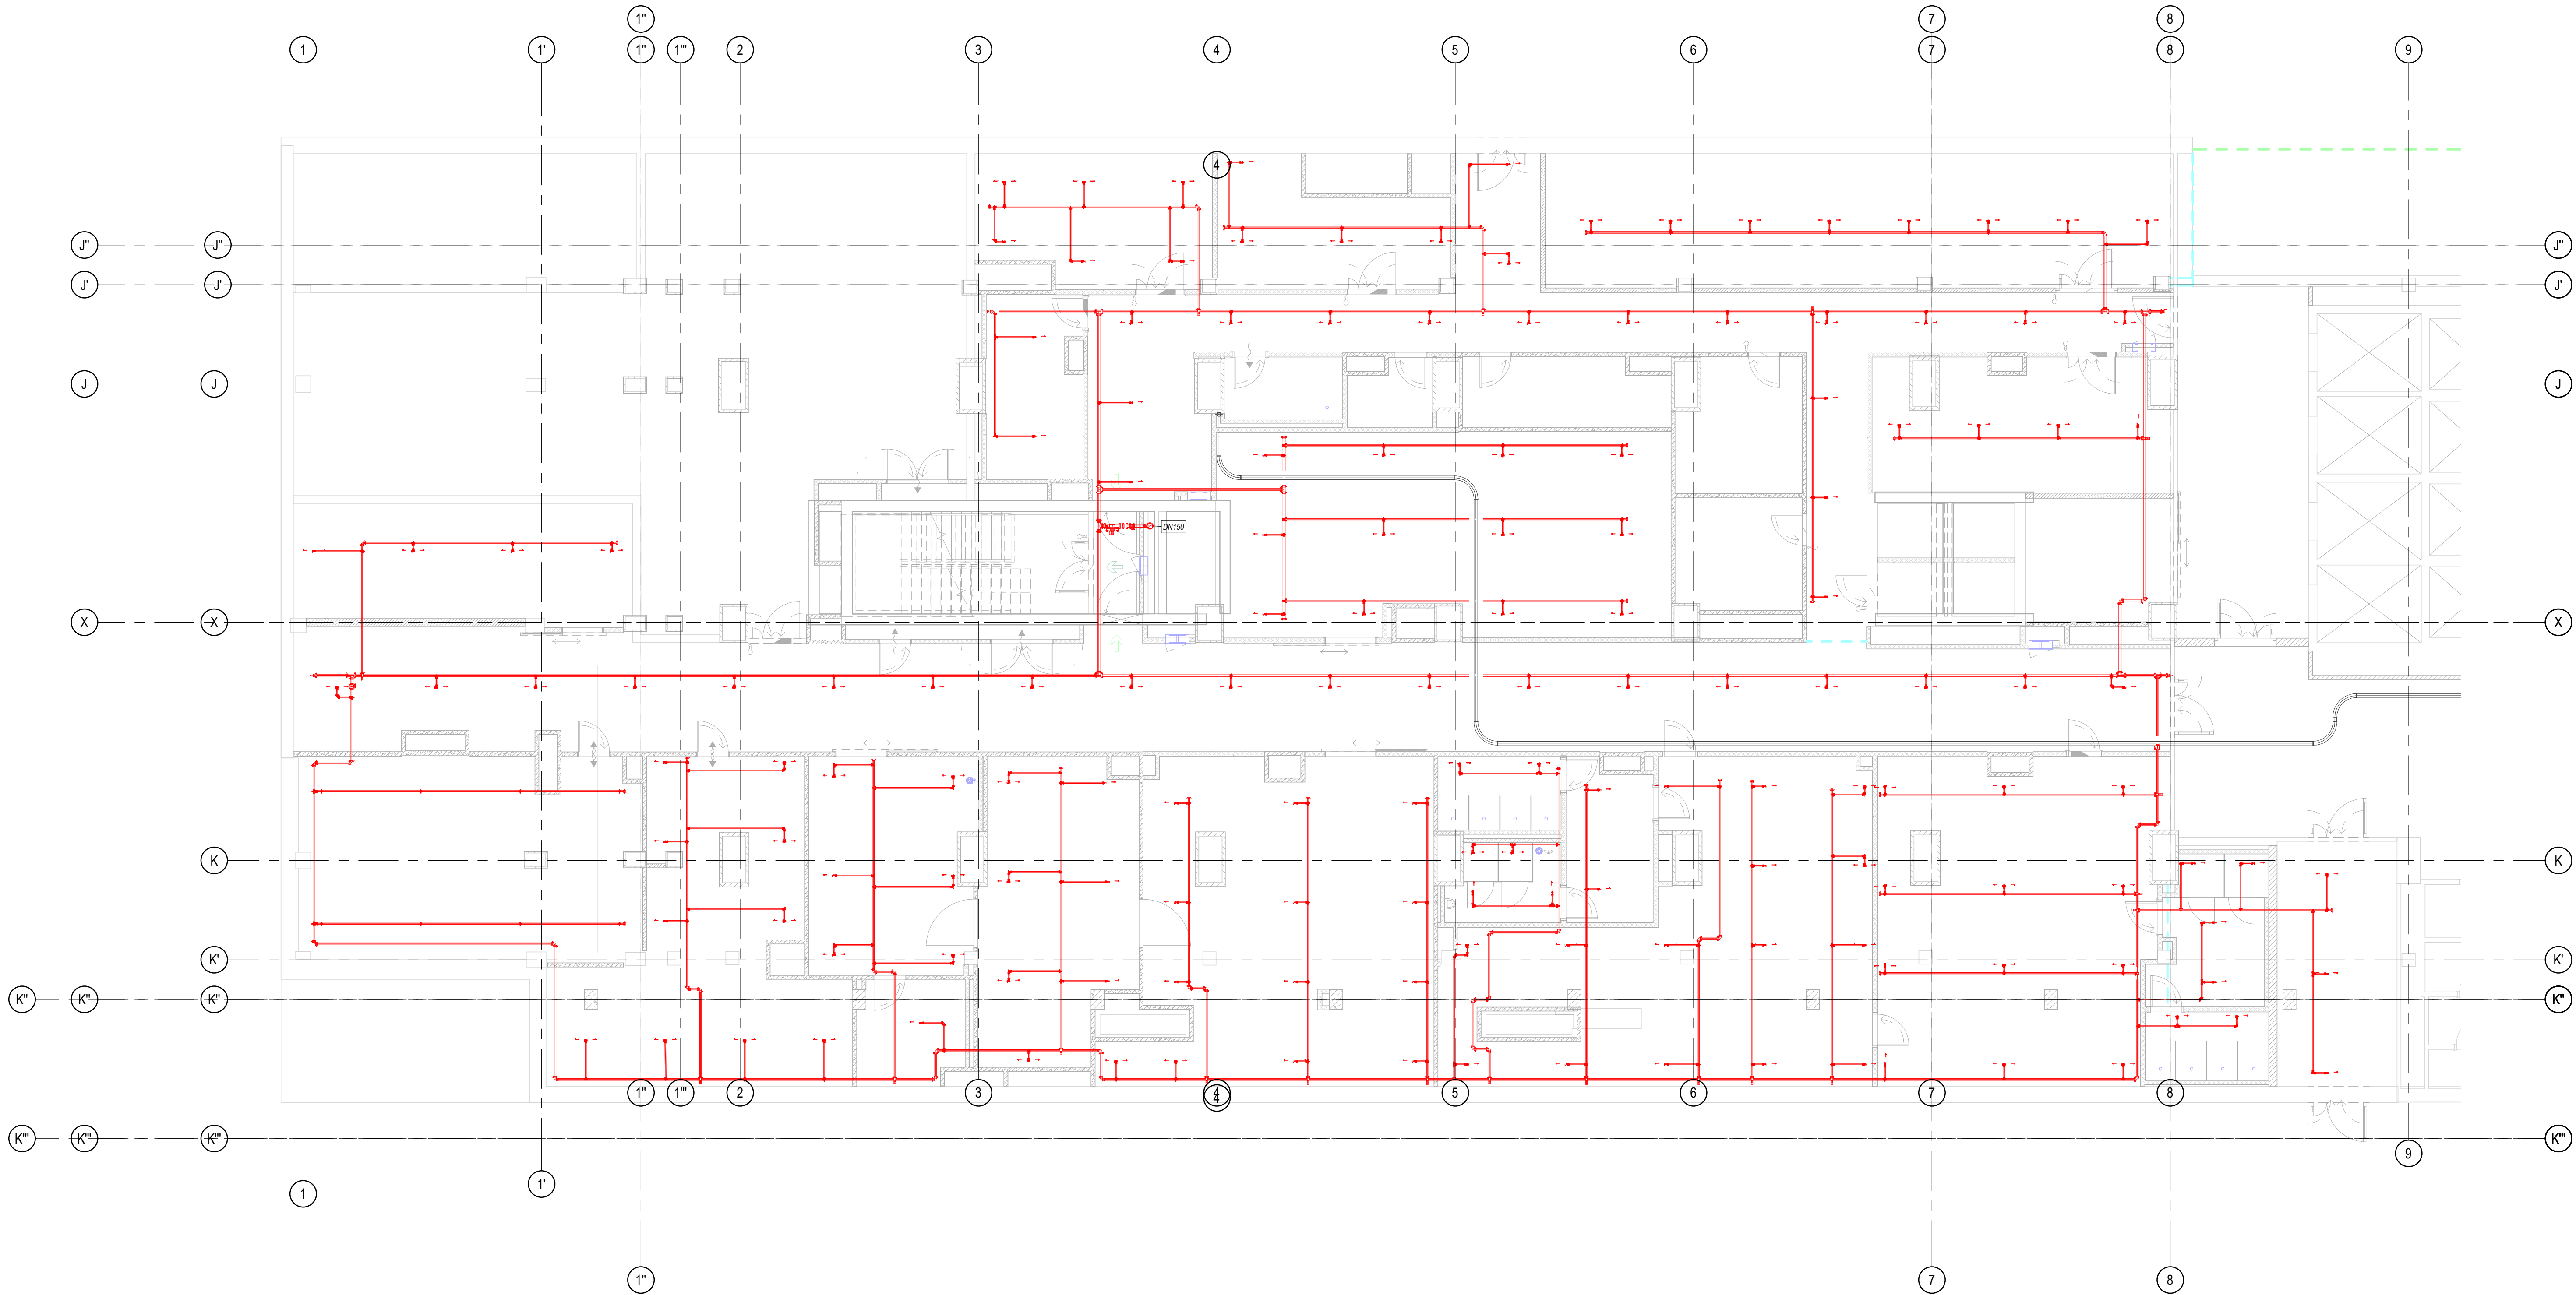 1" 7 8
1 1' 1" 1"' 2 3 4 5 6 7 8 9
4
J" J" J"
J' J' J'
J J J
DN150
X X X
K K
K' K'
K" K" K" K"
1" 1"' 2 3 4 5 6 7 8
4
K"' K"' K"' K"'
9
1'
1
1" 7 8